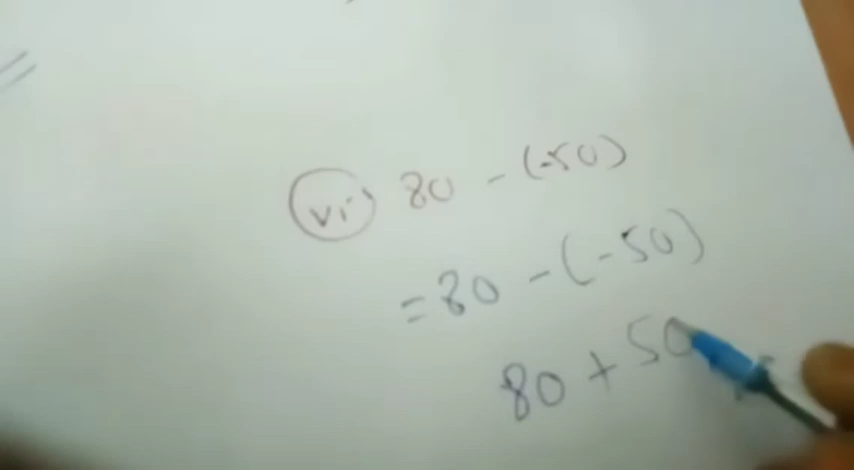 (vi) 80 - (-50)
= 80 - (-50)
80 + 50